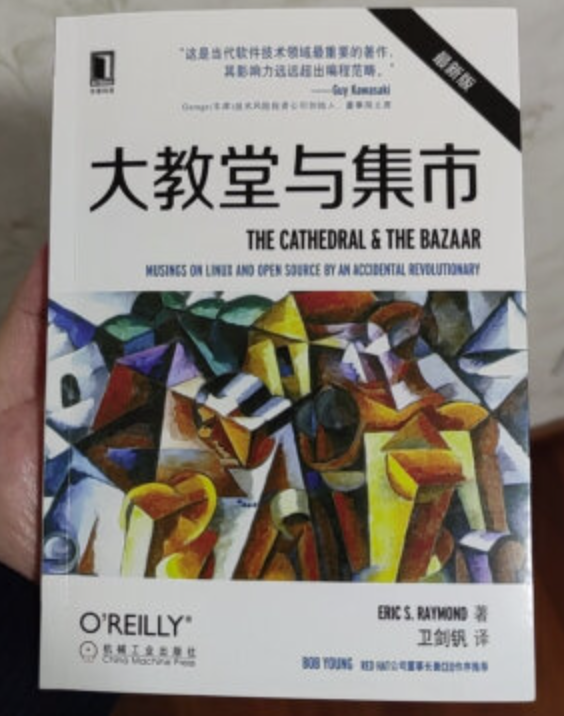 "这是当代软件技术领域最重要的著作，
其影响力远远超出编程范畴。"
——Guy Kawasaki
最新版
大教堂与集市
THE CATHEDRAL & THE BAZAAR
MUSINGS ON LINUX AND OPEN SOURCE BY AN ACCIDENTAL REVOLUTIONARY
ERIC S. RAYMOND 著
O'REILLY®
卫剑钒 译
机械工业出版社
China Machine Press
BOB YOUNG RED HAT公司董事长兼CEO作序推荐